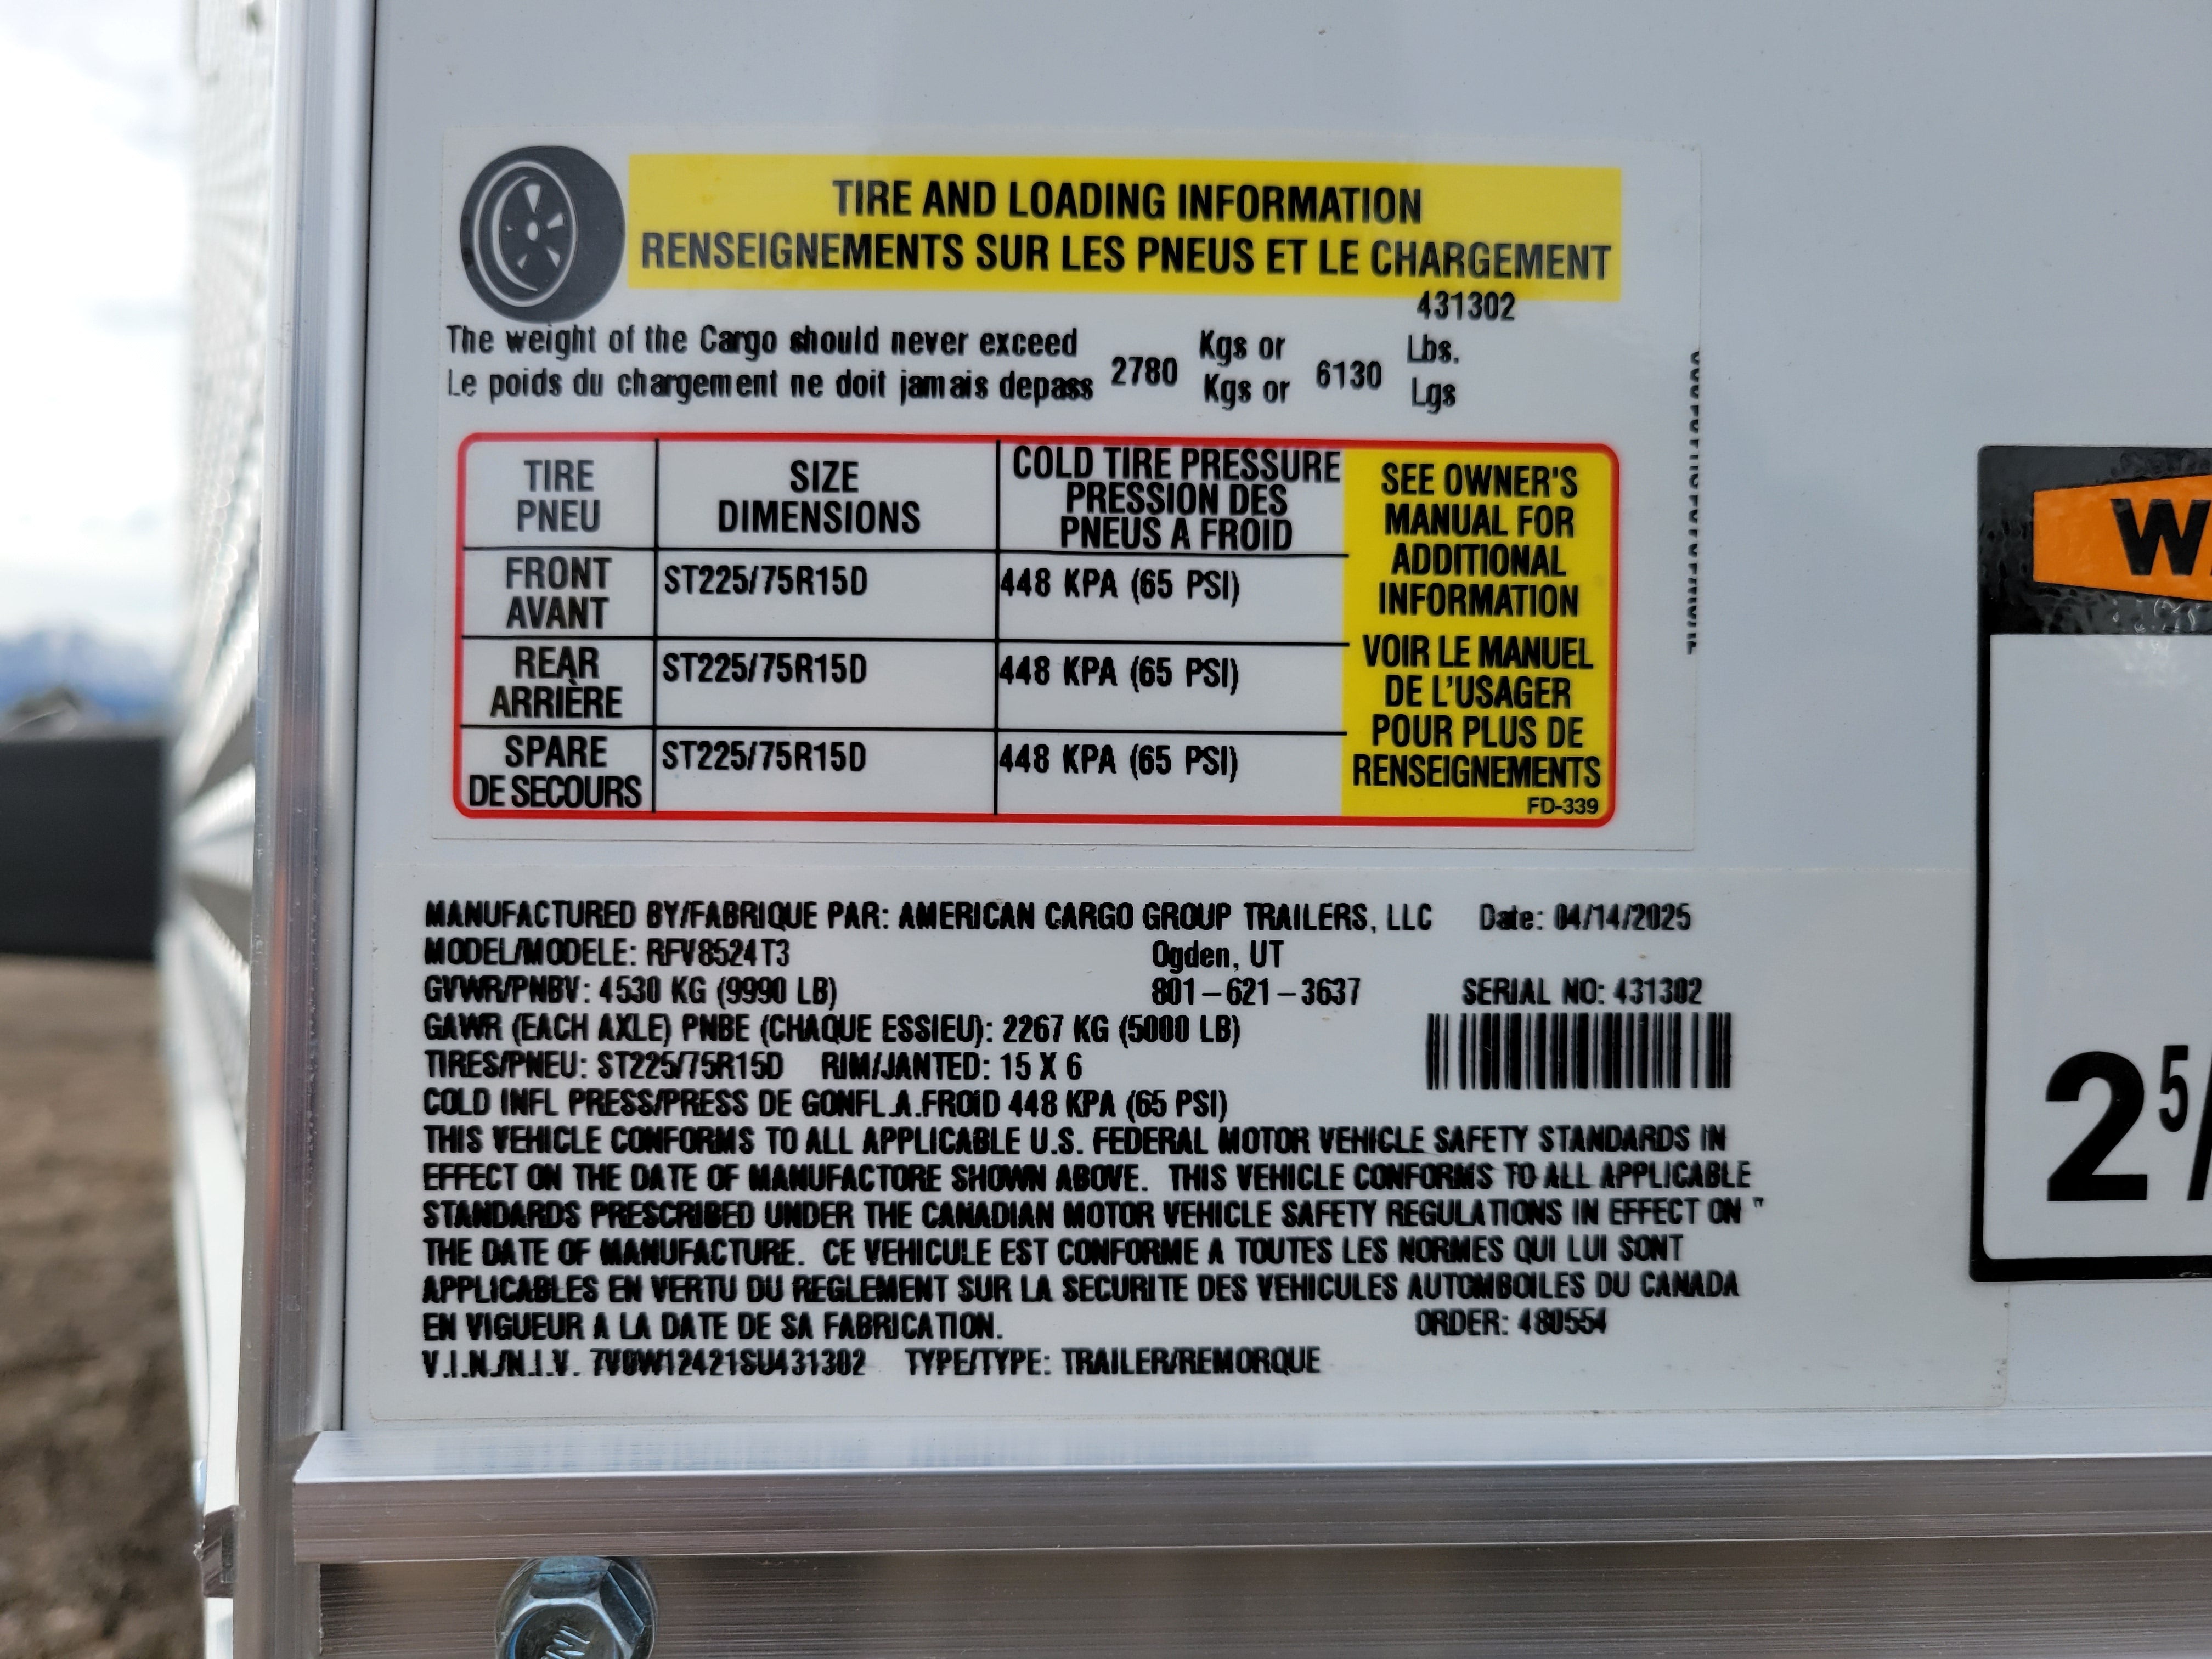 TIRE AND LOADING INFORMATION
RENSEIGNEMENTS SUR LES PNEUS ET LE CHARGEMENT
431302
The weight of the Cargo should never exceed 2780 Kgs or 6130 Lbs.
Le poids du chargement ne doit jamais depass Kgs or Lgs
TIRE SIZE COLD TIRE PRESSURE
PNEU DIMENSIONS PRESSION DES
PNEUS A FROID
FRONT ST225/75R15D 448 KPA (65 PSI)
AVANT
REAR ST225/75R15D 448 KPA (65 PSI)
ARRIÈRE
SPARE ST225/75R15D 448 KPA (65 PSI)
DE SECOURS
SEE OWNER'S
MANUAL FOR
ADDITIONAL
INFORMATION
VOIR LE MANUEL
DE L'USAGER
POUR PLUS DE
RENSEIGNEMENTS
FD-339
MANUFACTURED BY/FABRIQUE PAR: AMERICAN CARGO GROUP TRAILERS, LLC Date: 04/14/2025
MODEL/MODELE: RFV8524T3 Ogden, UT
GVWR/PNBV: 4530 KG (9990 LB) 801-621-3637 SERIAL NO: 431302
GAWR (EACH AXLE) PNBE (CHAQUE ESSIEU): 2267 KG (5000 LB)
TIRES/PNEU: ST225/75R15D RIM/JANTED: 15 X 6
COLD INFL PRESS/PRESS DE GONFL.A.FROID 448 KPA (65 PSI)
THIS VEHICLE CONFORMS TO ALL APPLICABLE U.S. FEDERAL MOTOR VEHICLE SAFETY STANDARDS IN
EFFECT ON THE DATE OF MANUFACTORE SHOWN ABOVE. THIS VEHICLE CONFORMS TO ALL APPLICABLE
STANDARDS PRESCRIBED UNDER THE CANADIAN MOTOR VEHICLE SAFETY REGULATIONS IN EFFECT ON "
THE DATE OF MANUFACTURE. CE VEHICULE EST CONFORME A TOUTES LES NORMES QUI LUI SONT
APPLICABLES EN VERTU DU REGLEMENT SUR LA SECURITE DES VEHICULES AUTOMBOILES DU CANADA
EN VIGUEUR A LA DATE DE SA FABRICATION. ORDER: 480554
V.I.N./N.I.V. 7V0W12421SU431302 TYPE/TYPE: TRAILER/REMORQUE
2 5/